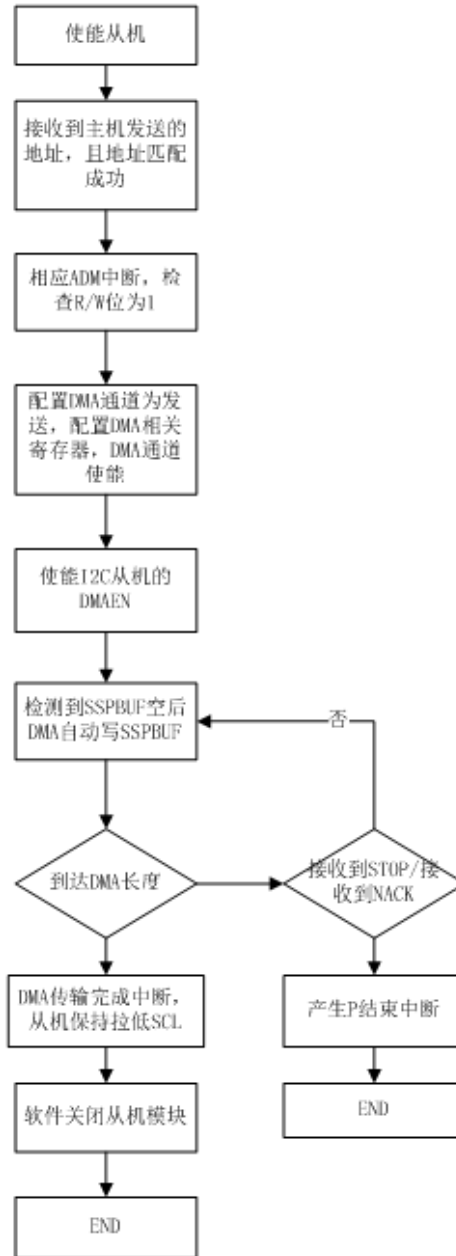 使能从机
接收到主机发送的
地址，且地址匹配
成功
相应ADM中断，检
查R/W位为1
配置DMA通道为发
送，配置DMA相关
寄存器，DMA通道
使能
使能I2C从机的
DMAEN
检测到SSPBUF空后
DMA自动写SSPBUF
否
到达DMA长度
接收到STOP/接
收到NACK
DMA传输完成中断，
从机保持拉低SCL
产生P结束中断
软件关闭从机模块
END
END